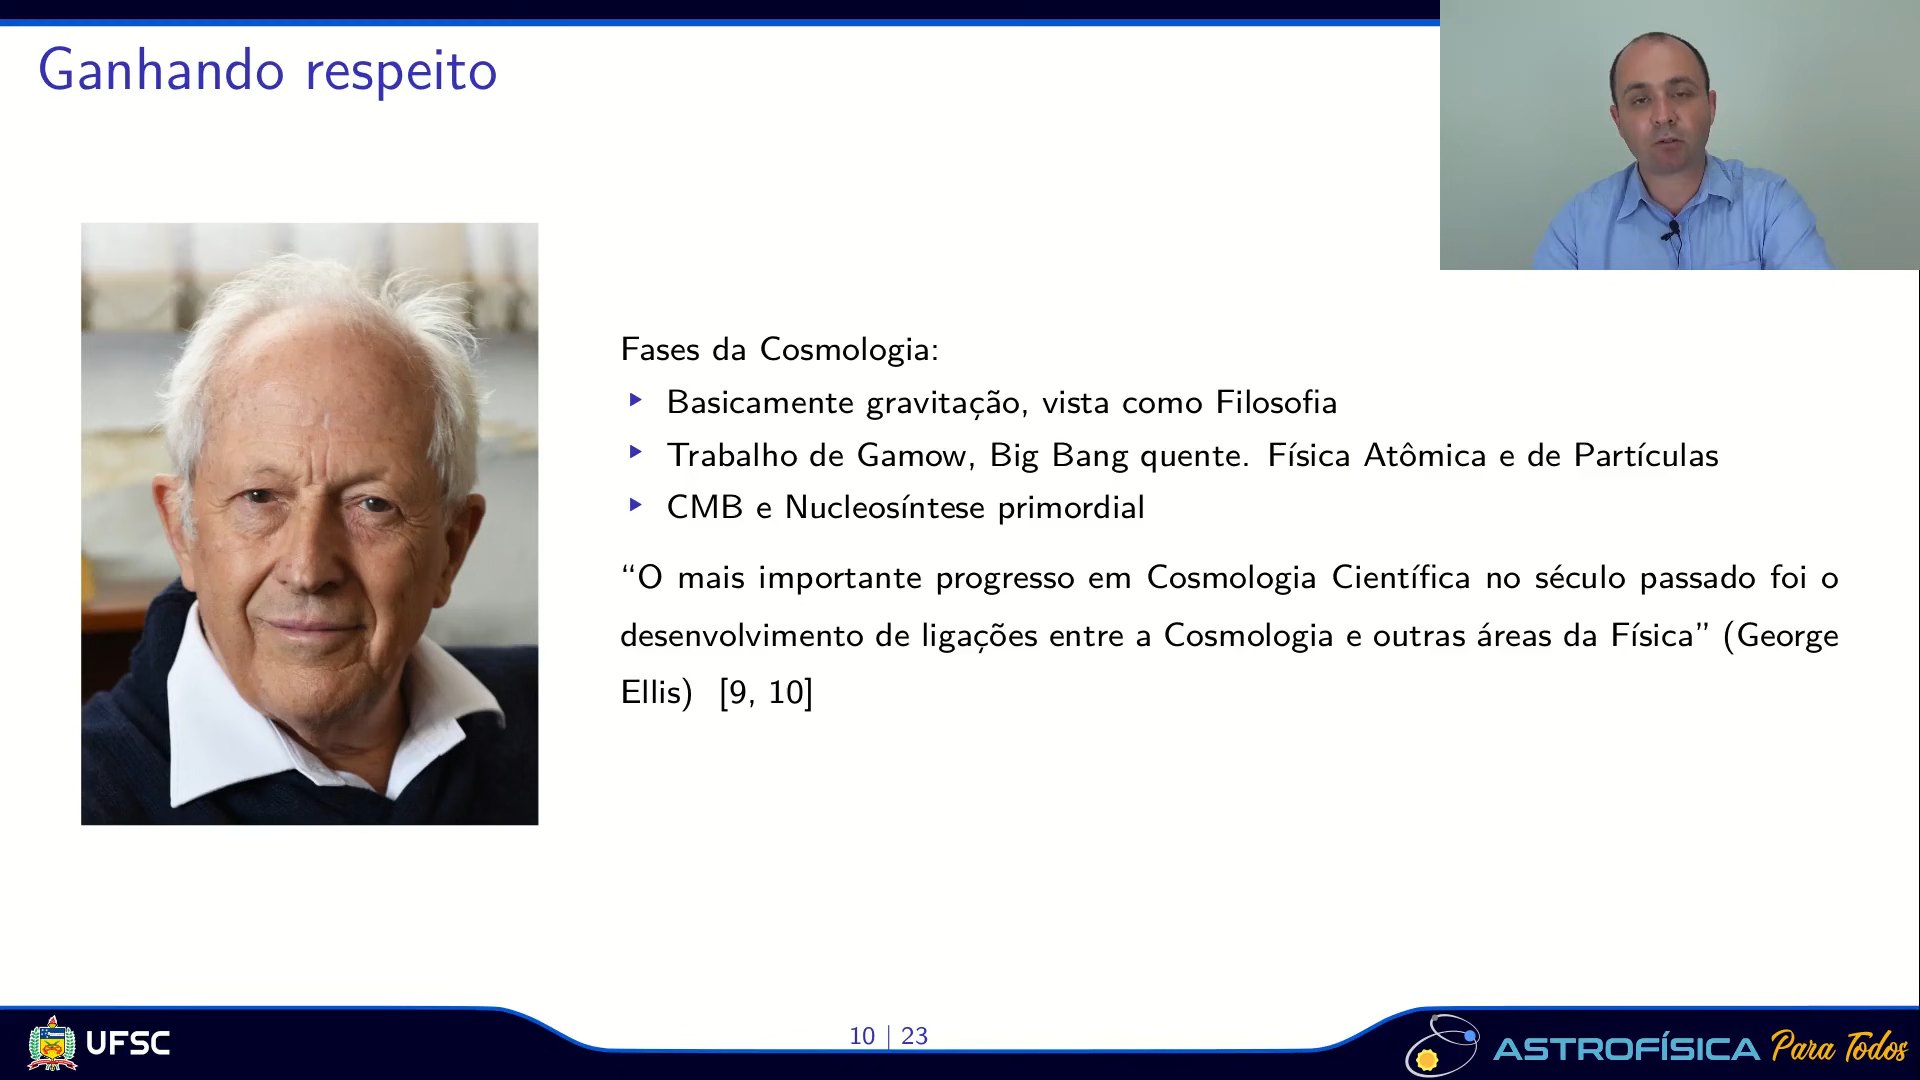 Ganhando respeito
Fases da Cosmologia:
Basicamente gravitação, vista como Filosofia
Trabalho de Gamow, Big Bang quente. Física Atômica e de Partículas
CMB e Nucleosíntese primordial
“O mais importante progresso em Cosmologia Científica no século passado foi o
desenvolvimento de ligações entre a Cosmologia e outras áreas da Física” (George
Ellis) [9, 10]
UFSC
10 | 23
ASTROFÍSICA Para Todos